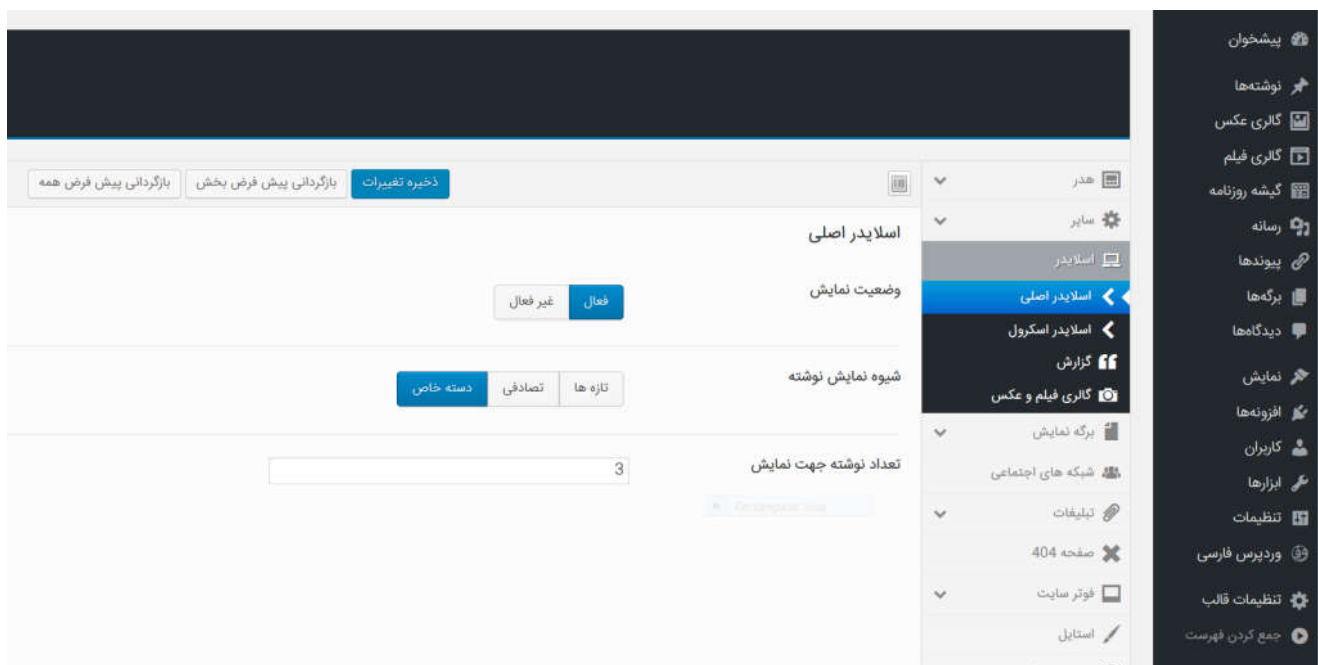 پیشخوان
نوشته‌ها
گالری عکس
گالری فیلم
گیشه روزنامه
رسانه
پیوندها
برگه‌ها
دیدگاه‌ها
نمایش
افزونه‌ها
کاربران
ابزارها
تنظیمات
وردپرس فارسی
تنظیمات قالب
جمع کردن فهرست
هدر
سایر
اسلایدر
اسلایدر اصلی
اسلایدر اسکرول
گزارش
گالری فیلم و عکس
برگه نمایش
شبکه های اجتماعی
تبلیغات
صفحه 404
فوتر سایت
استایل
ذخیره تغییرات بازگردانی پیش فرض بخش بازگردانی پیش فرض همه
اسلایدر اصلی
وضعیت نمایش
فعال غیر فعال
شیوه نمایش نوشته
تازه ها تصادفی دسته خاص
تعداد نوشته جهت نمایش
3